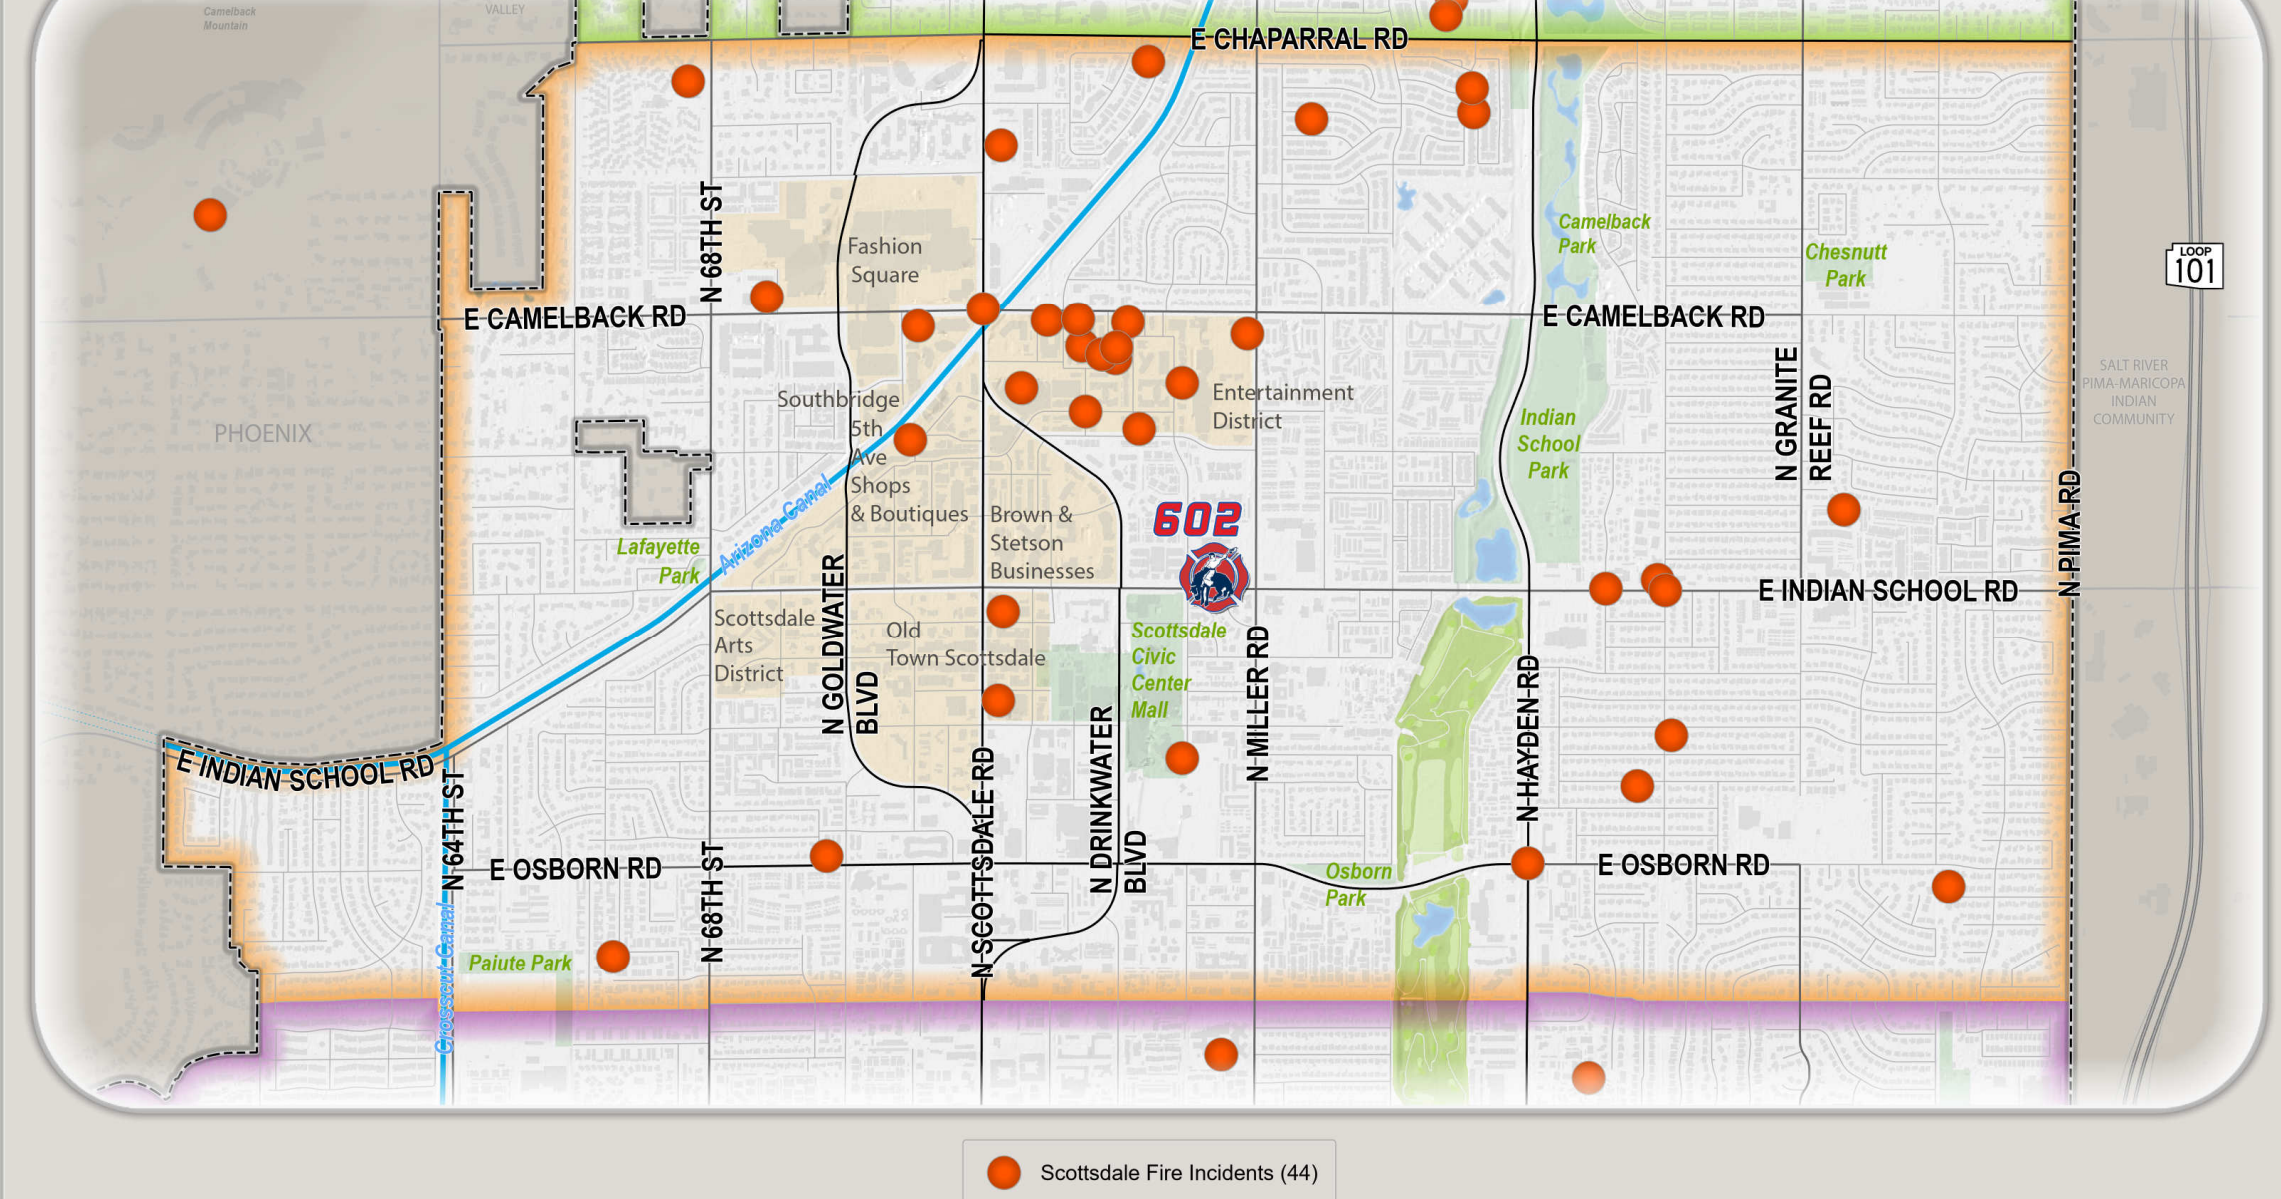 Camelback
Mountain
VALLEY
E CHAPARRAL RD
N 68TH ST
Fashion
Square
Camelback
Park
Chesnutt
Park
LOOP
101
E CAMELBACK RD
E CAMELBACK RD
SALT RIVER
PIMA-MARICOPA
INDIAN
COMMUNITY
PHOENIX
Southbridge
5th
Ave
Shops
& Boutiques
Entertainment
District
Indian
School
Park
N GRANITE
REEF RD
N PIMA RD
Arizona Canal
Brown &
Stetson
Businesses
602
Lafayette
Park
E INDIAN SCHOOL RD
Scottsdale
Arts
District
N GOLDWATER
BLVD
Old
Town Scottsdale
Scottsdale
Civic
Center
Mall
N MILLER RD
N HAYDEN RD
E INDIAN SCHOOL RD
N 64TH ST
N SCOTTSDALE RD
N DRINKWATER
BLVD
E OSBORN RD
N 68TH ST
Osborn
Park
E OSBORN RD
Crosscut Canal
Paiute Park
Scottsdale Fire Incidents (44)